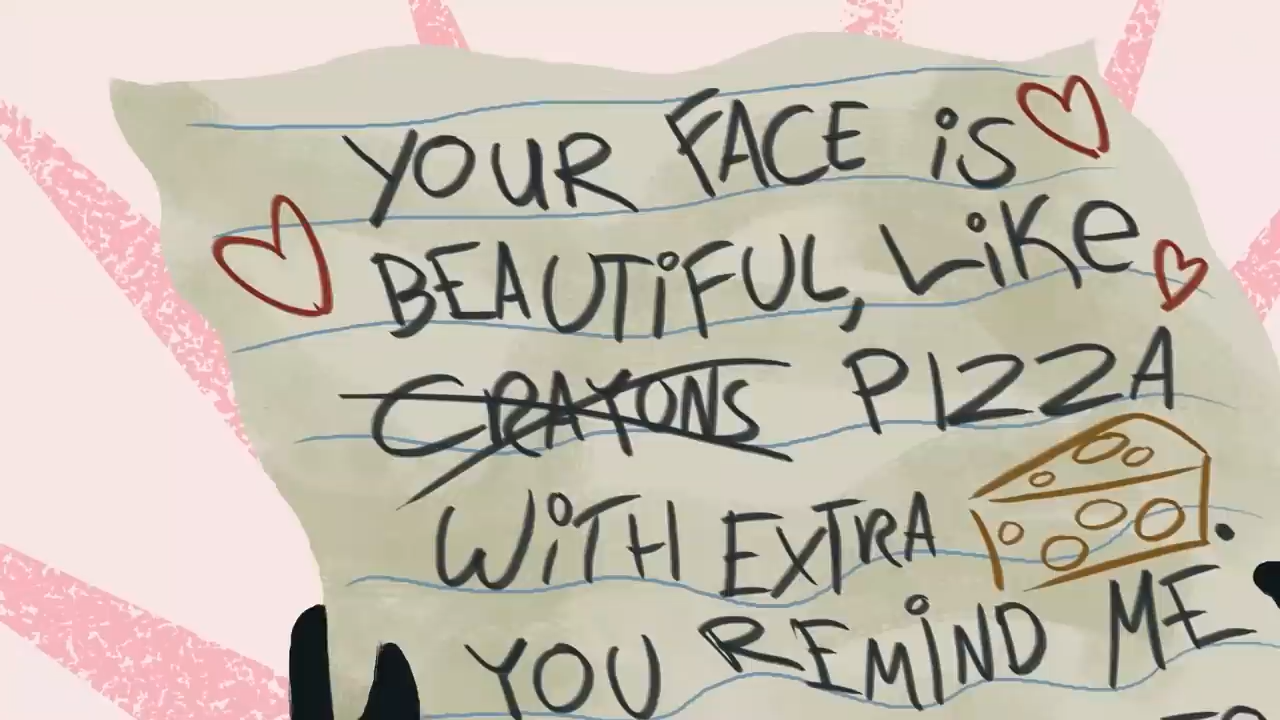 YOUR FACE iS
BEAUTiFUL, LiKe
CRAYONS PIZZA
WiTH EXTRA .
YOU REMiND ME